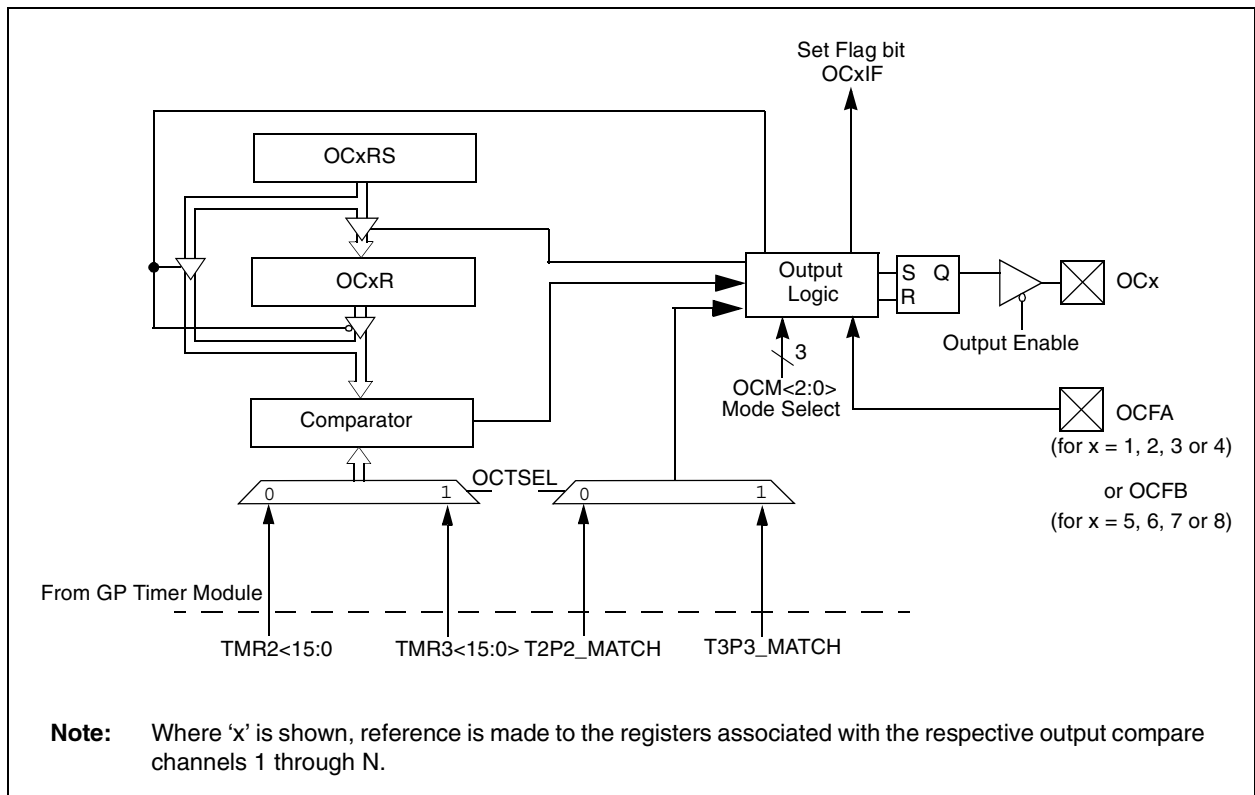 Set Flag bit
OCxIF
OCxRS
OCxR
Output
Logic
S Q
R
OCx
Output Enable
3
OCM<2:0>
Mode Select
OCFA
(for x = 1, 2, 3 or 4)
or OCFB
(for x = 5, 6, 7 or 8)
Comparator
OCTSEL
0 1
0 1
From GP Timer Module
TMR2<15:0 TMR3<15:0> T2P2_MATCH T3P3_MATCH
Note: Where ‘x’ is shown, reference is made to the registers associated with the respective output compare
channels 1 through N.